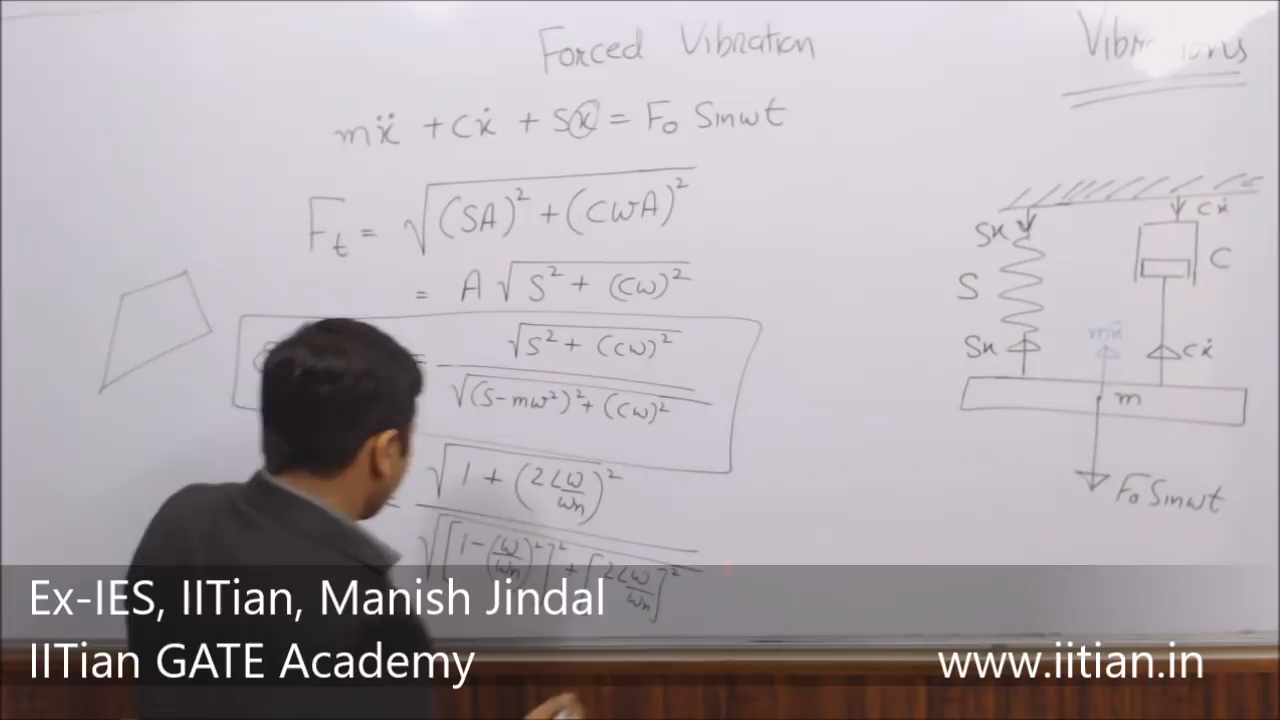 Forced Vibration
Vibr ons
mẍ + cẋ + sx = F₀ Sinωt
Fₜ = √((SA)² + (CωA)²)
= A √(S² + (cω)²)
= √(S² + (cω)²) / √((S-mω²)² + (cω)²)
= √(1 + (2ζω/ωn)²) / √([1-(ω/ωn)²]² + [2ζω/ωn]²)
Sx
cẋ
S
C
mẍ
Sx
cẋ
m
F₀ Sinωt
Ex-IES, IITian, Manish Jindal
IITian GATE Academy
www.iitian.in